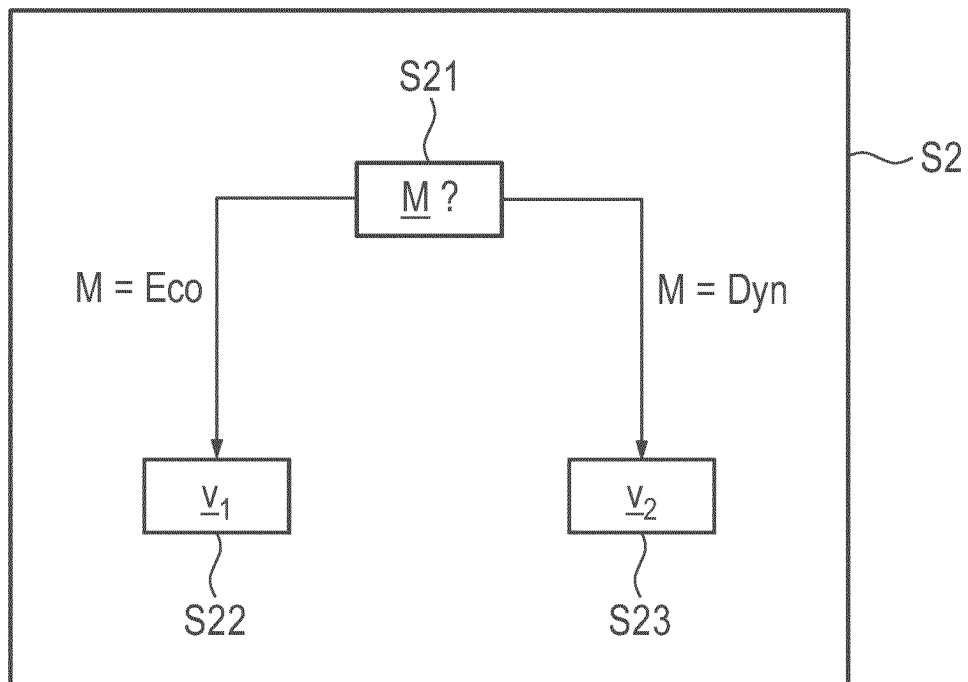 S21
S2
M ?
M = Eco
M = Dyn
v1
v2
S22
S23